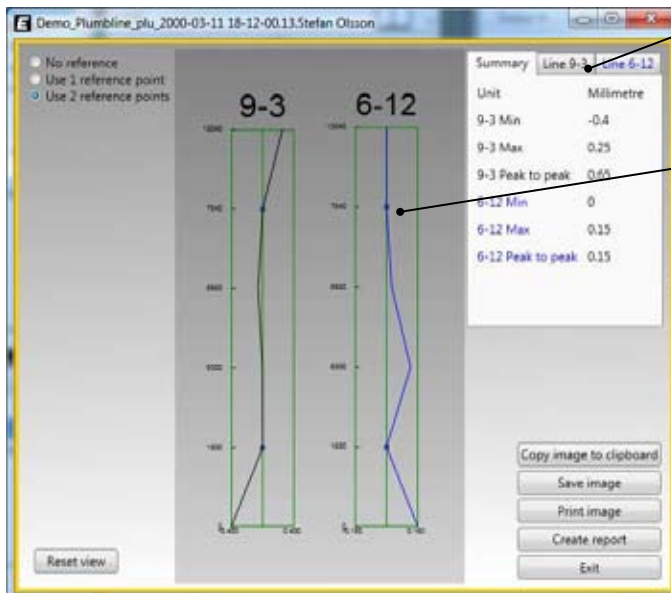 Demo_Plumbline_plu_2000-03-11 18-12-00.13.Stefan Olsson
No reference
Use 1 reference point
Use 2 reference points
9-3
6-12
Summary
Line 9-3
Line 6-12
Unit Millimetre
9-3 Min -0.4
9-3 Max 0.25
9-3 Peak to peak 0.65
6-12 Min 0
6-12 Max 0.15
6-12 Peak to peak 0.15
Copy image to clipboard
Save image
Print image
Create report
Exit
Reset view